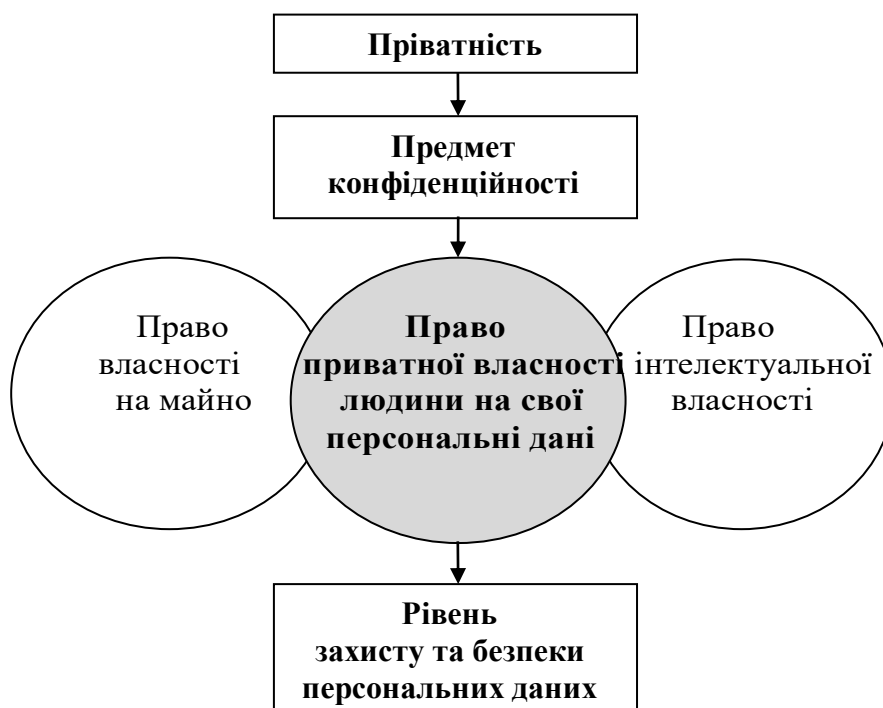 Пріватність
Предмет
конфіденційності
Право
власності
на майно
Право
приватної власності
людини на свої
персональні дані
Право
інтелектуальної
власності
Рівень
захисту та безпеки
персональних даних